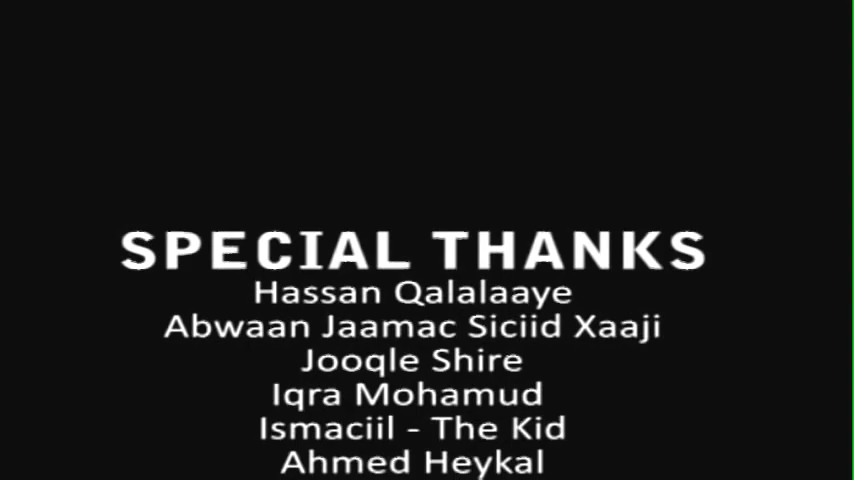 SPECIAL THANKS
Hassan Qalalaaye
Abwaan Jaamac Siciid Xaaji
Jooqle Shire
Iqra Mohamud
Ismaciil - The Kid
Ahmed Heykal